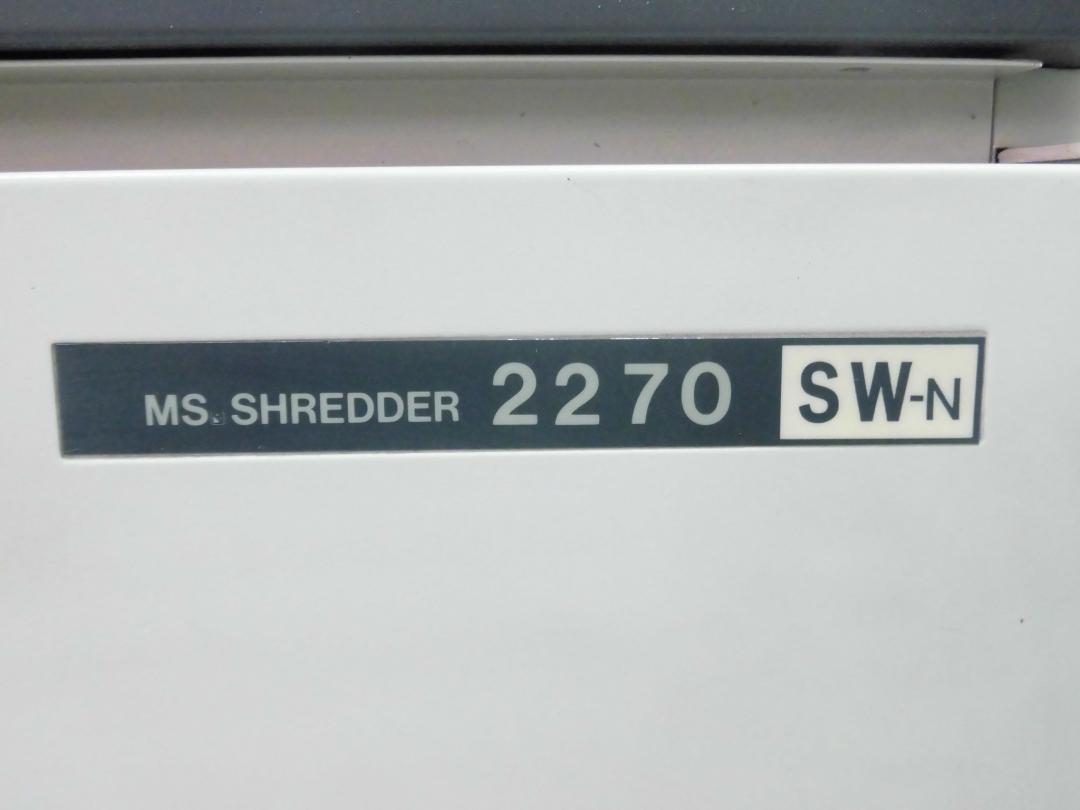 MS. SHREDDER 2270 SW-N